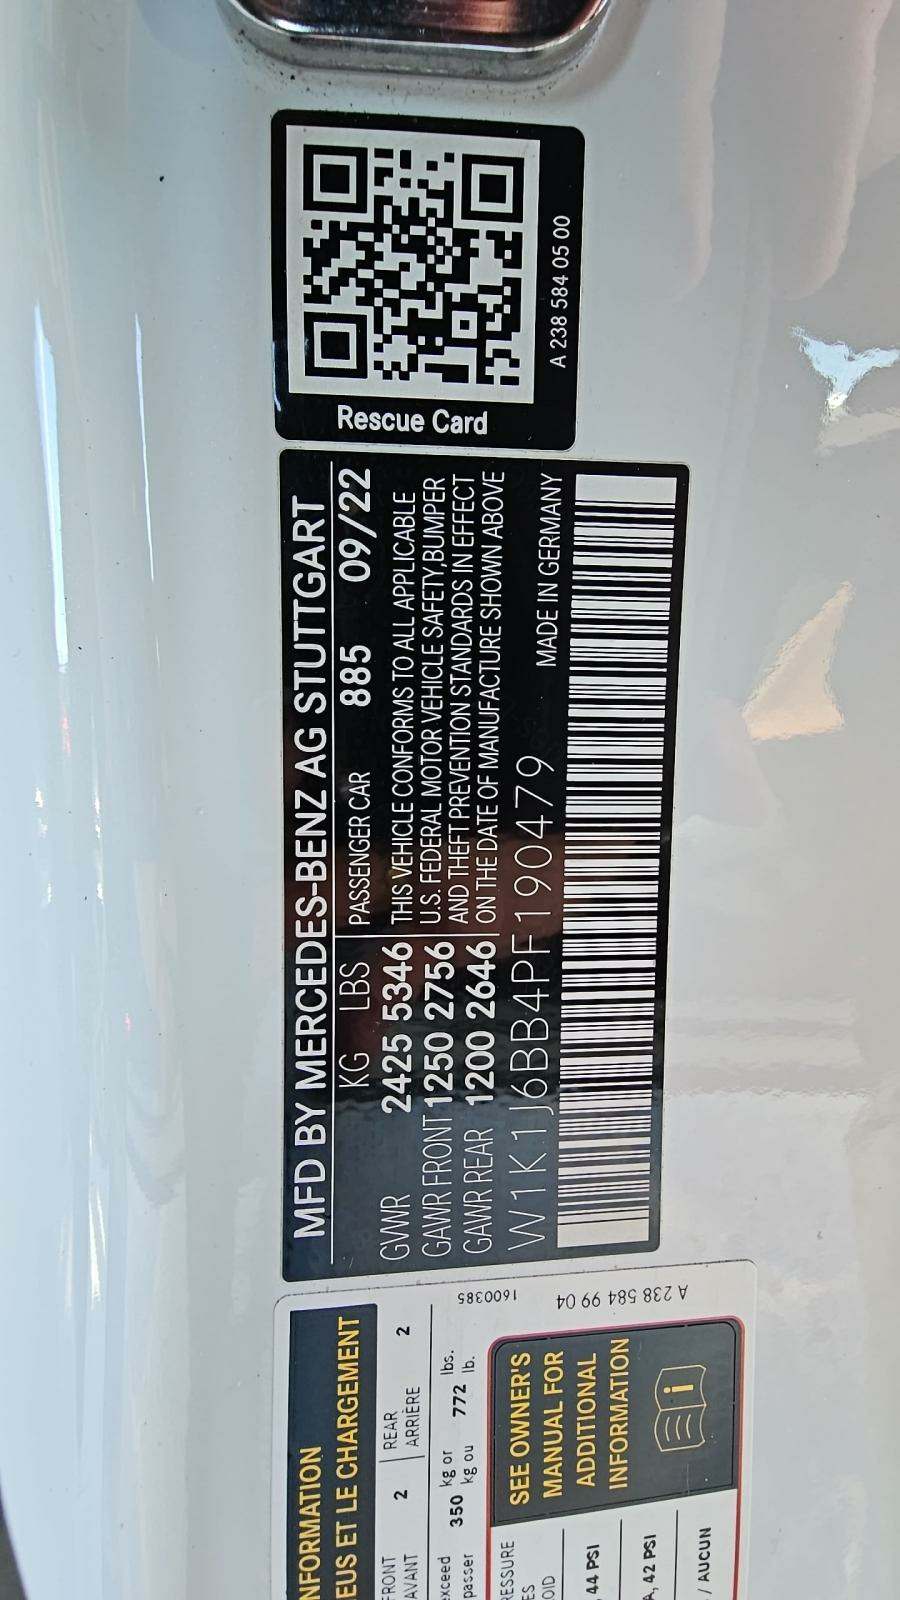 Rescue Card
A 238 584 05 00
MFD BY MERCEDES-BENZ AG STUTTGART
KG LBS PASSENGER CAR 885 09/22
GVWR 2425 5346 THIS VEHICLE CONFORMS TO ALL APPLICABLE
GAWR FRONT 1250 2756 U.S. FEDERAL MOTOR VEHICLE SAFETY,BUMPER
GAWR REAR 1200 2646 AND THEFT PREVENTION STANDARDS IN EFFECT
ON THE DATE OF MANUFACTURE SHOWN ABOVE
W1K1J6BB4PF190479 MADE IN GERMANY
NFORMATION
EUS ET LE CHARGEMENT
FRONT 2 REAR 2
AVANT ARRIÈRE
exceed 350 kg or 772 lbs.
passer kg ou lb.
1600385
A 238 584 99 04
RESSURE
ES
OID
44 PSI
A, 42 PSI
/ AUCUN
SEE OWNER'S
MANUAL FOR
ADDITIONAL
INFORMATION